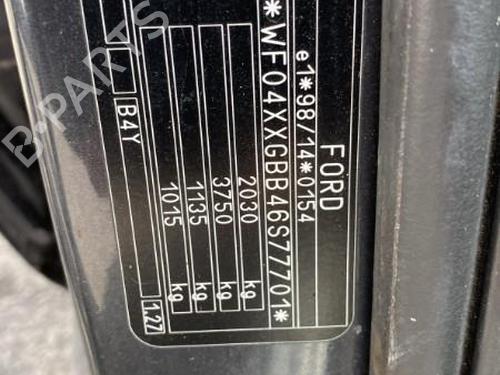 FORD
e1*98/14*0154
*WF04XXGBB46S77701*
2030 kg
3750 kg
1135 kg
1015 kg
B4Y
1,27
B-PARTS